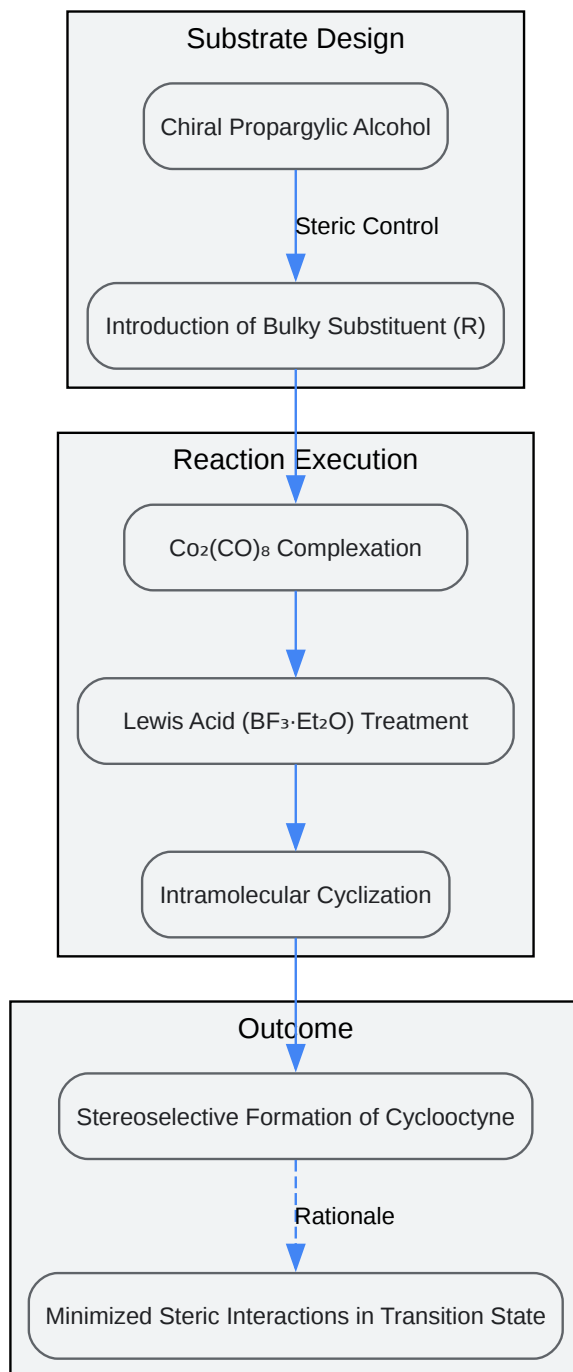 Substrate Design
Chiral Propargylic Alcohol
Steric Control
Introduction of Bulky Substituent (R)
Reaction Execution
Co₂(CO)₈ Complexation
Lewis Acid (BF₃·Et₂O) Treatment
Intramolecular Cyclization
Outcome
Stereoselective Formation of Cyclooctyne
Rationale
Minimized Steric Interactions in Transition State